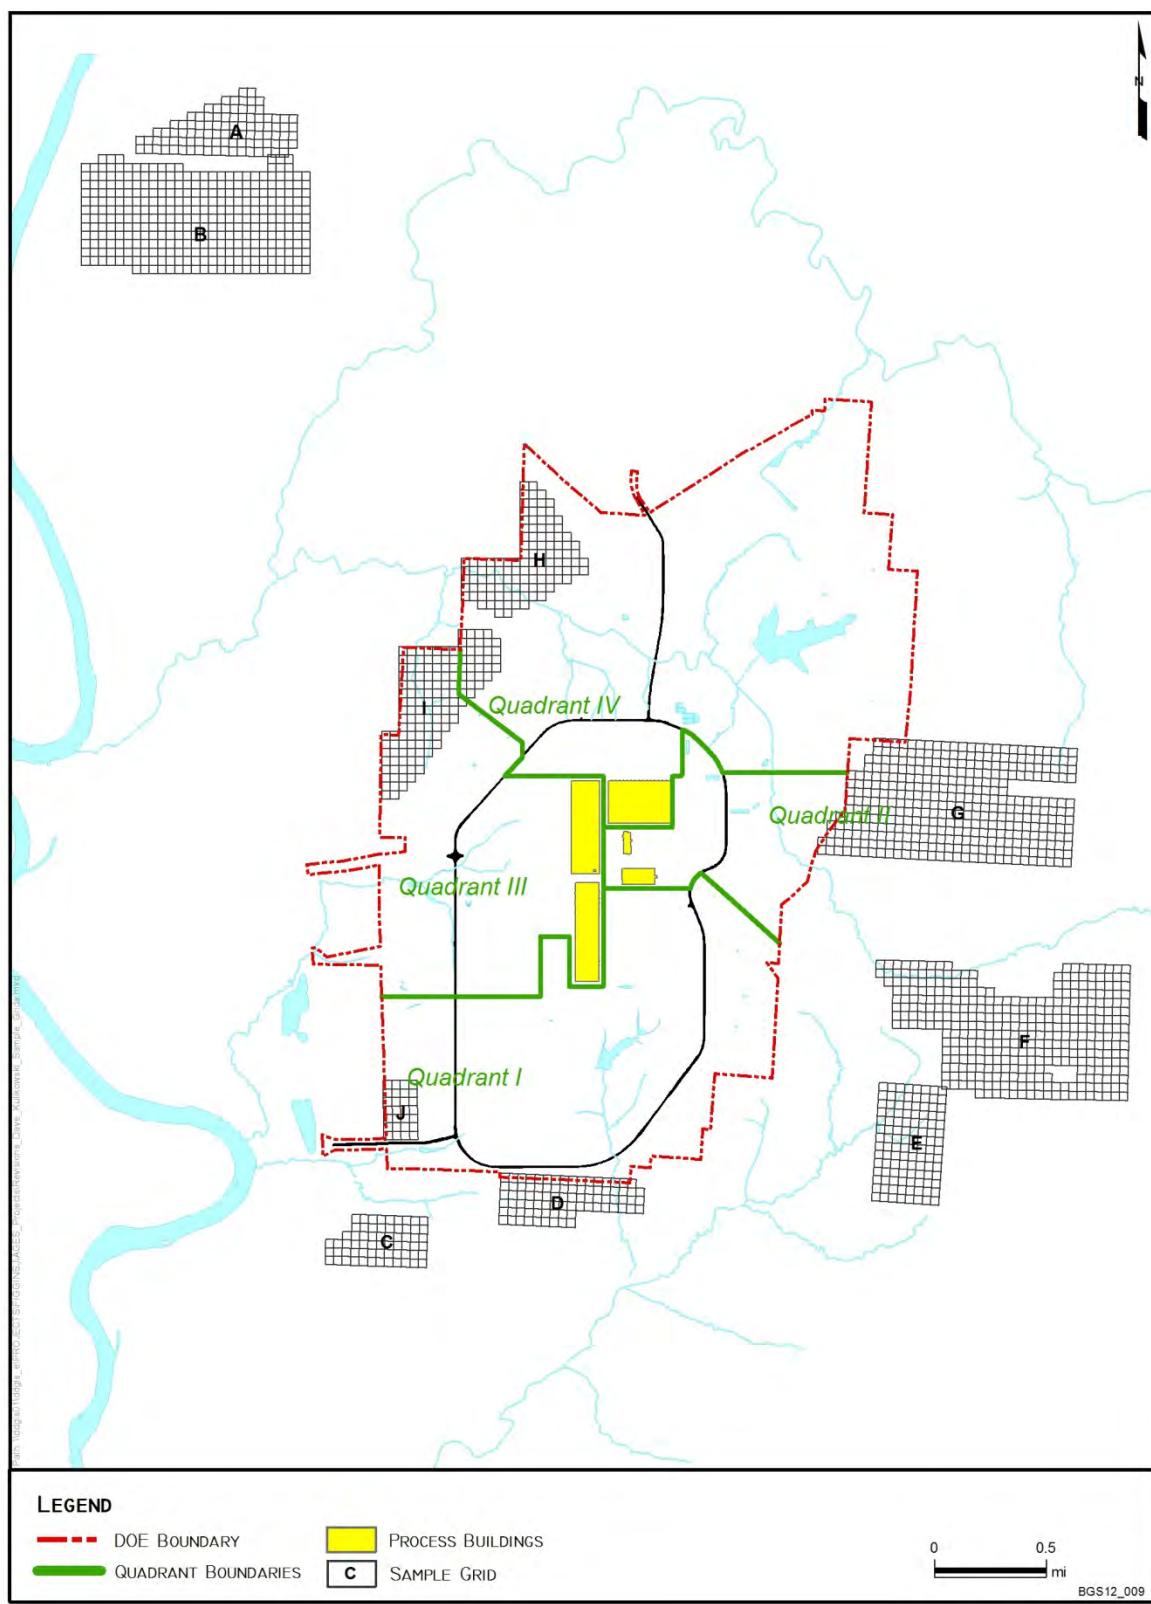 N
A
B
H
I
Quadrant IV
G
Quadrant II
Quadrant III
F
Quadrant I
J
E
D
C
LEGEND
DOE BOUNDARY
PROCESS BUILDINGS
QUADRANT BOUNDARIES
C SAMPLE GRID
0 0.5
mi
BGS12_009